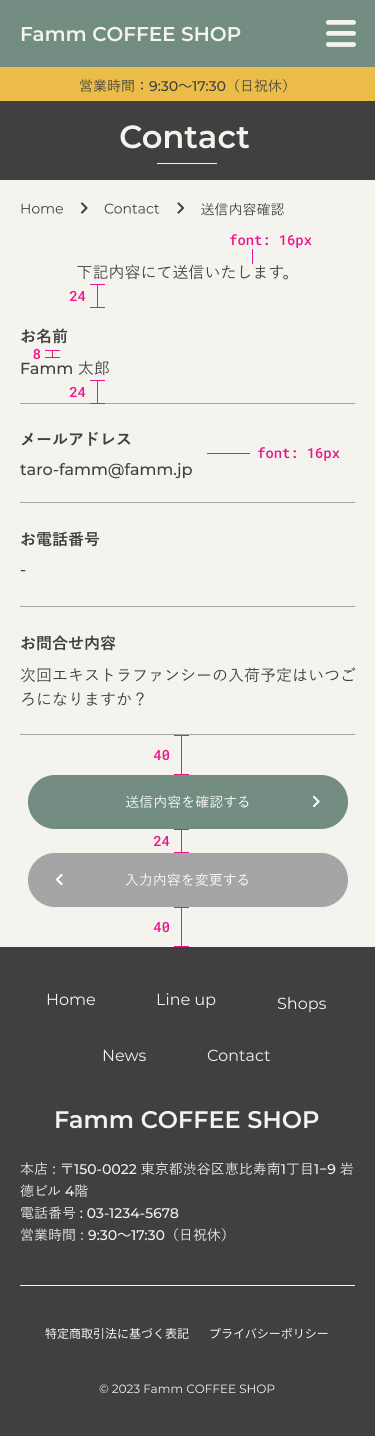 Famm COFFEE SHOP
営業時間：9:30〜17:30（日祝休）
Contact
Home > Contact > 送信内容確認
font: 16px
下記内容にて送信いたします。
24
お名前
8
Famm 太郎
24
メールアドレス
font: 16px
taro-famm@famm.jp
お電話番号
-
お問合せ内容
次回エキストラファンシーの入荷予定はいつご
ろになりますか？
40
送信内容を確認する
24
入力内容を変更する
40
Home Line up Shops
News Contact
Famm COFFEE SHOP
本店 : 〒150-0022 東京都渋谷区恵比寿南1丁目1−9 岩
徳ビル 4階
電話番号 : 03-1234-5678
営業時間 : 9:30〜17:30（日祝休）
特定商取引法に基づく表記 プライバシーポリシー
© 2023 Famm COFFEE SHOP